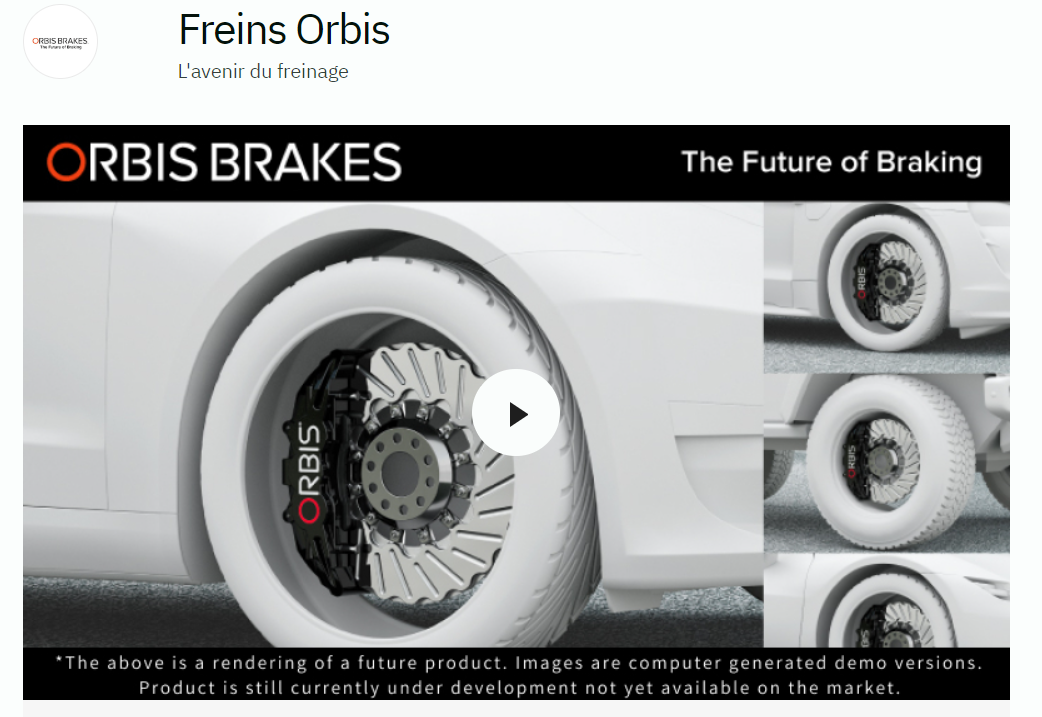 Freins Orbis
ORBIS BRAKES
The Future of Braking
L'avenir du freinage
ORBIS BRAKES
The Future of Braking
ORBIS
ORBIS
ORBIS
ORBIS
*The above is a rendering of a future product. Images are computer generated demo versions.
Product is still currently under development not yet available on the market.